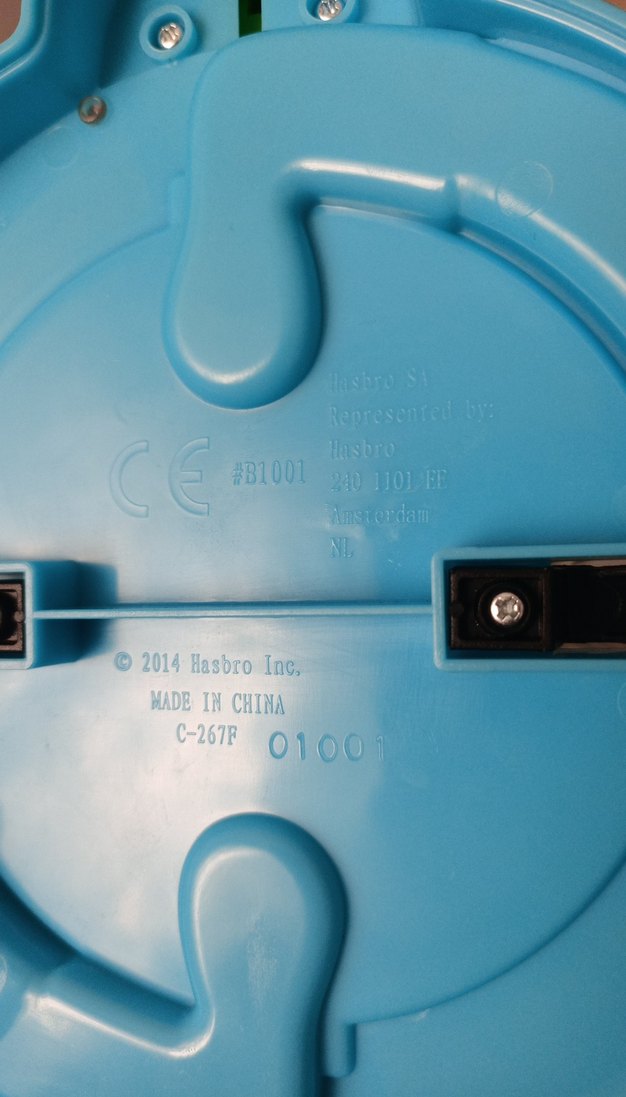 Hasbro SA
Represented by:
Hasbro
240 1101 EE
Amsterdam
NL
CE #B1001
© 2014 Hasbro Inc.
MADE IN CHINA
C-267F 01001